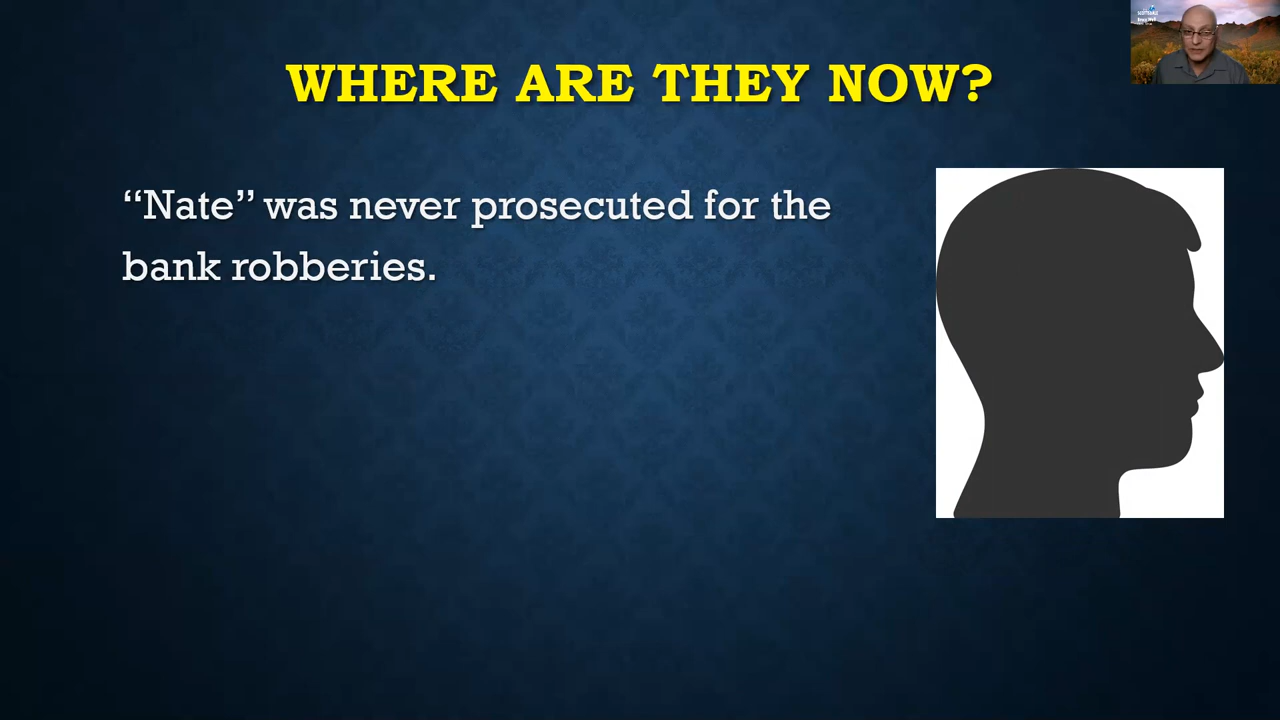 WHERE ARE THEY NOW?
“Nate” was never prosecuted for the
bank robberies.